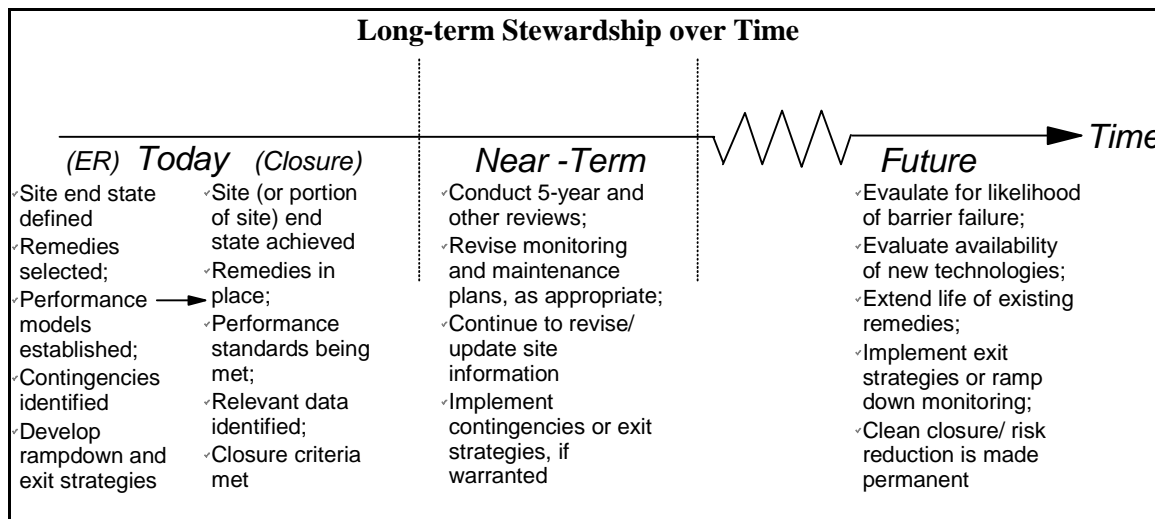 Long-term Stewardship over Time
Time
(ER) Today (Closure)
Site end state
defined
Remedies
selected;
Performance
models
established;
Contingencies
identified
Develop
rampdown and
exit strategies
Site (or portion
of site) end
state achieved
Remedies in
place;
Performance
standards being
met;
Relevant data
identified;
Closure criteria
met
Near -Term
Conduct 5-year and
other reviews;
Revise monitoring
and maintenance
plans, as appropriate;
Continue to revise/
update site
information
Implement
contingencies or exit
strategies, if
warranted
Future
Evaulate for likelihood
of barrier failure;
Evaluate availability
of new technologies;
Extend life of existing
remedies;
Implement exit
strategies or ramp
down monitoring;
Clean closure/ risk
reduction is made
permanent